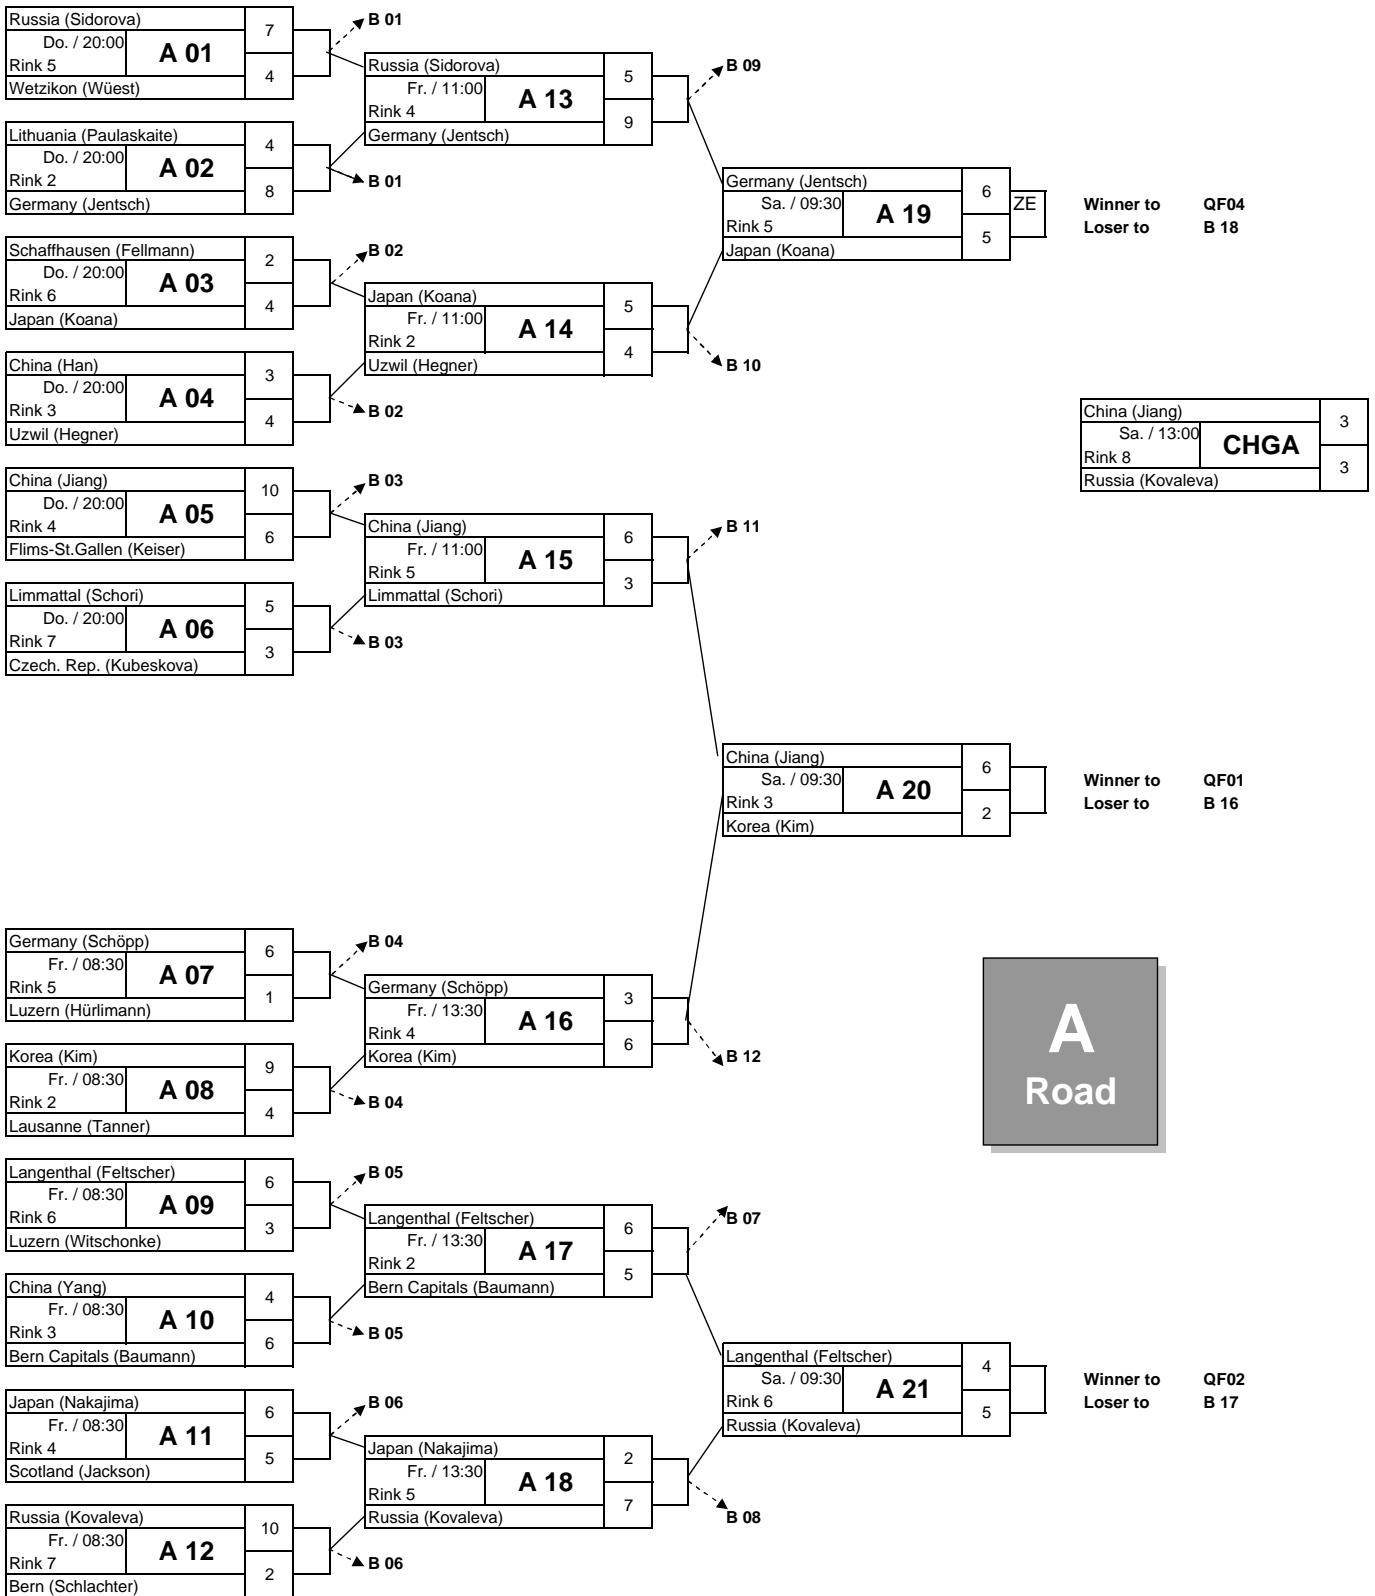 Russia (Sidorova) 7
Do. / 20:00 A 01
Rink 5
Wetzikon (Wüest) 4
B 01
Lithuania (Paulaskaite) 4
Do. / 20:00 A 02
Rink 2
Germany (Jentsch) 8
B 01
Schaffhausen (Fellmann) 2
Do. / 20:00 A 03
Rink 6
Japan (Koana) 4
B 02
China (Han) 3
Do. / 20:00 A 04
Rink 3
Uzwil (Hegner) 4
B 02
China (Jiang) 10
Do. / 20:00 A 05
Rink 4
Flims-St.Gallen (Keiser) 6
B 03
Limmattal (Schori) 5
Do. / 20:00 A 06
Rink 7
Czech. Rep. (Kubeskova) 3
B 03
Germany (Schöpp) 6
Fr. / 08:30 A 07
Rink 5
Luzern (Hürlimann) 1
B 04
Korea (Kim) 9
Fr. / 08:30 A 08
Rink 2
Lausanne (Tanner) 4
B 04
Langenthal (Feltscher) 6
Fr. / 08:30 A 09
Rink 6
Luzern (Witschonke) 3
B 05
China (Yang) 4
Fr. / 08:30 A 10
Rink 3
Bern Capitals (Baumann) 6
B 05
Japan (Nakajima) 6
Fr. / 08:30 A 11
Rink 4
Scotland (Jackson) 5
B 06
Russia (Kovaleva) 10
Fr. / 08:30 A 12
Rink 7
Bern (Schlachter) 2
B 06
Russia (Sidorova) 5
Fr. / 11:00 A 13
Rink 4
Germany (Jentsch) 9
B 09
Japan (Koana) 5
Fr. / 11:00 A 14
Rink 2
Uzwil (Hegner) 4
B 10
China (Jiang) 6
Fr. / 11:00 A 15
Rink 5
Limmattal (Schori) 3
B 11
Germany (Schöpp) 3
Fr. / 13:30 A 16
Rink 4
Korea (Kim) 6
B 12
Langenthal (Feltscher) 6
Fr. / 13:30 A 17
Rink 2
Bern Capitals (Baumann) 5
B 07
Japan (Nakajima) 2
Fr. / 13:30 A 18
Rink 5
Russia (Kovaleva) 7
B 08
Germany (Jentsch) 6
Sa. / 09:30 A 19 ZE
Rink 5
Japan (Koana) 5
Winner to QF04
Loser to B 18
China (Jiang) 6
Sa. / 09:30 A 20
Rink 3
Korea (Kim) 2
Winner to QF01
Loser to B 16
Langenthal (Feltscher) 4
Sa. / 09:30 A 21
Rink 6
Russia (Kovaleva) 5
Winner to QF02
Loser to B 17
China (Jiang) 3
Sa. / 13:00 CHGA
Rink 8
Russia (Kovaleva) 3
A
Road